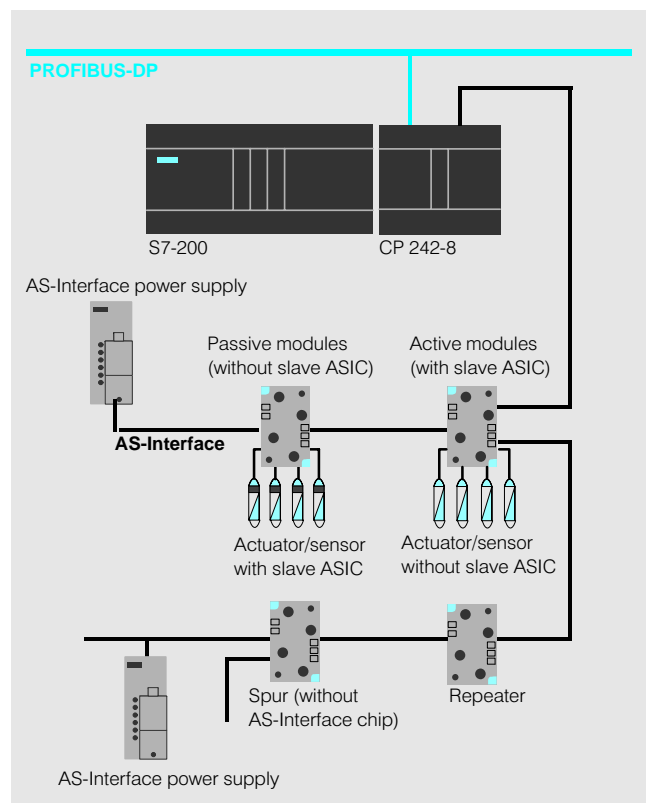 PROFIBUS-DP
S7-200
CP 242-8
AS-Interface power supply
Passive modules
(without slave ASIC)
Active modules
(with slave ASIC)
AS-Interface
Actuator/sensor
with slave ASIC
Actuator/sensor
without slave ASIC
Spur (without
AS-Interface chip)
Repeater
AS-Interface power supply